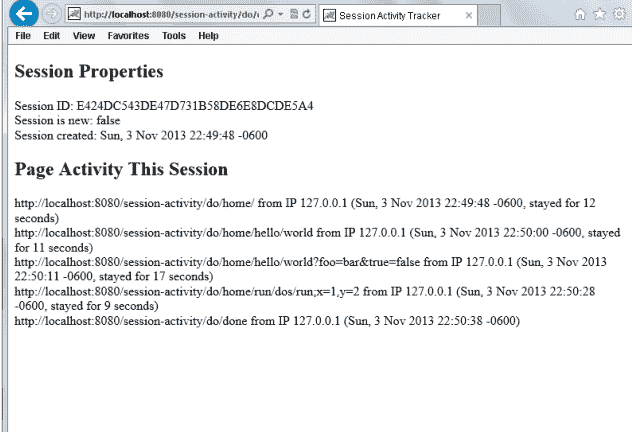 http://localhost:8080/session-activity/do/
Session Activity Tracker
File Edit View Favorites Tools Help
Session Properties
Session ID: E424DC543DE47D731B58DE6E8DCDE5A4
Session is new: false
Session created: Sun, 3 Nov 2013 22:49:48 -0600
Page Activity This Session
http://localhost:8080/session-activity/do/home/ from IP 127.0.0.1 (Sun, 3 Nov 2013 22:49:48 -0600, stayed for 12
seconds)
http://localhost:8080/session-activity/do/home/hello/world from IP 127.0.0.1 (Sun, 3 Nov 2013 22:50:00 -0600, stayed
for 11 seconds)
http://localhost:8080/session-activity/do/home/hello/world?foo=bar&true=false from IP 127.0.0.1 (Sun, 3 Nov 2013
22:50:11 -0600, stayed for 17 seconds)
http://localhost:8080/session-activity/do/home/run/dos/run;x=1,y=2 from IP 127.0.0.1 (Sun, 3 Nov 2013 22:50:28
-0600, stayed for 9 seconds)
http://localhost:8080/session-activity/do/done from IP 127.0.0.1 (Sun, 3 Nov 2013 22:50:38 -0600)